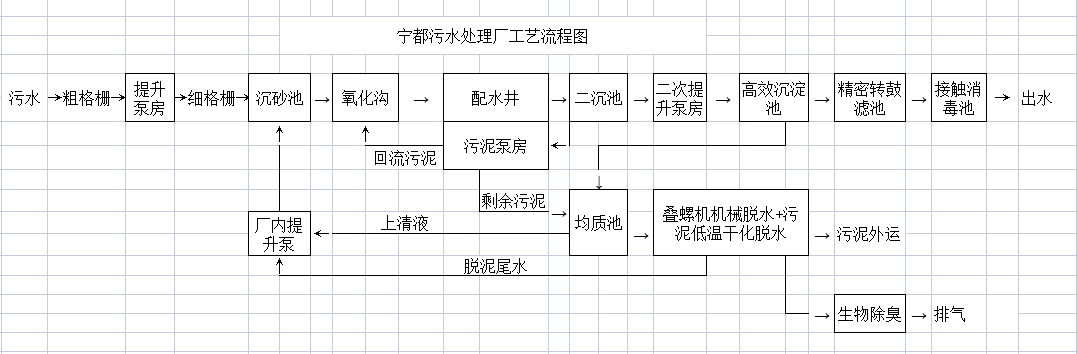 宁都污水处理厂工艺流程图
污水
粗格栅
提升
泵房
细格栅
沉砂池
氧化沟
配水井
二沉池
二次提
升泵房
高效沉淀
池
精密转鼓
滤池
接触消
毒池
出水
污泥泵房
回流污泥
剩余污泥
上清液
厂内提
升泵
均质池
叠螺机机械脱水+污
泥低温干化脱水
污泥外运
脱泥尾水
生物除臭
排气